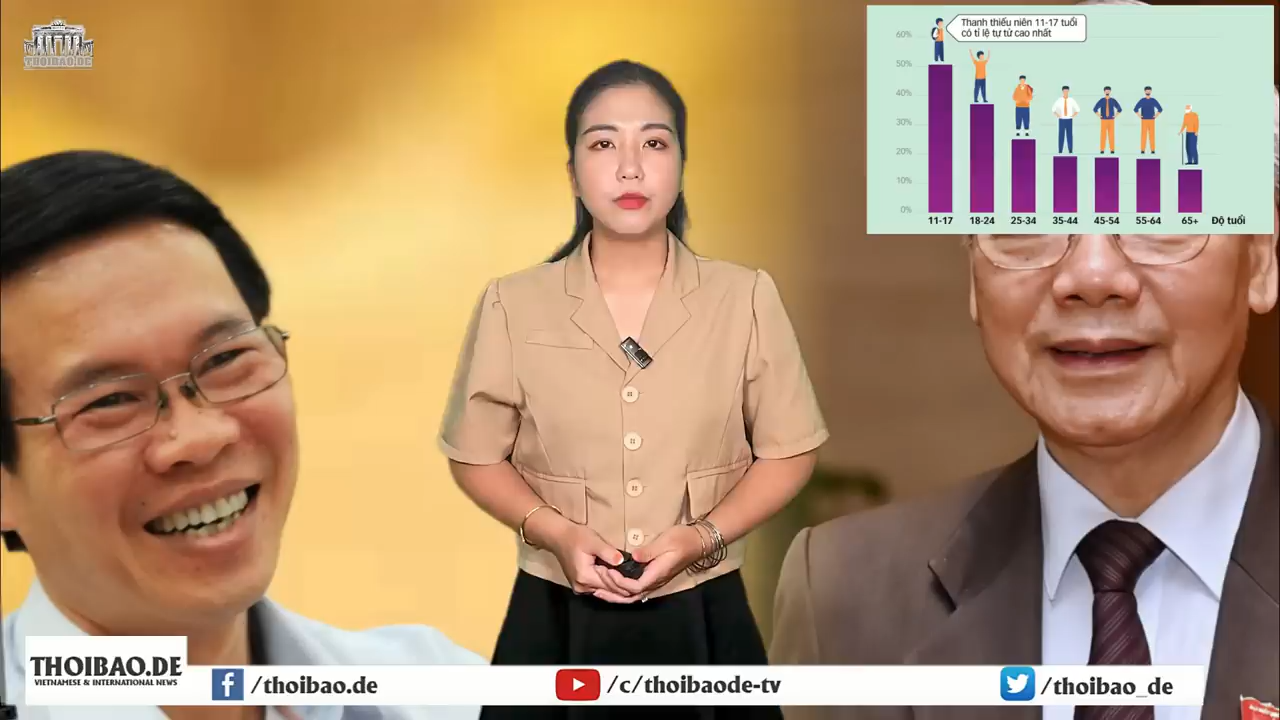 THOIBAO.DE
Thanh thiếu niên 11-17 tuổi
có tỉ lệ tự tử cao nhất
60%
50%
40%
30%
20%
10%
0%
11-17 18-24 25-34 35-44 45-54 55-64 65+ Độ tuổi
THOIBAO.DE
VIETNAMESE & INTERNATIONAL NEWS
/thoibao.de
/c/thoibaode-tv
/thoibao_de